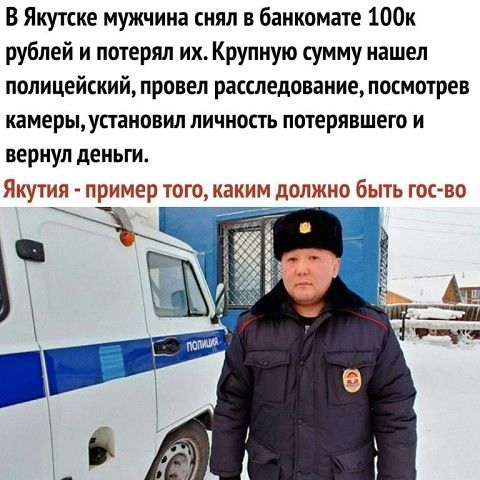 В Якутске мужчина снял в банкомате 100к
рублей и потерял их. Крупную сумму нашел
полицейский, провел расследование, посмотрев
камеры, установил личность потерявшего и
вернул деньги.
Якутия - пример того, каким должно быть гос-во
полиция